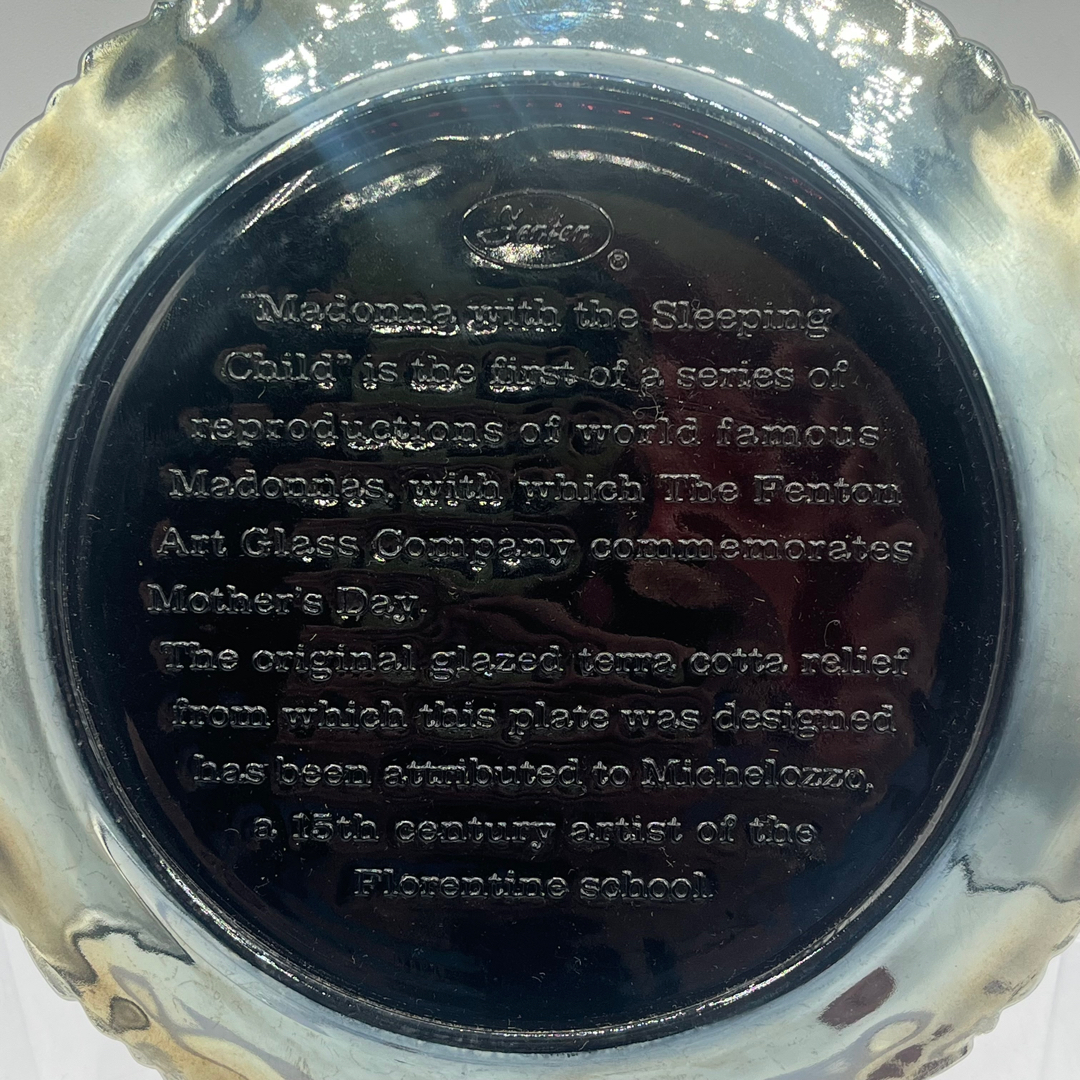 Fenton
®
"Madonna with the Sleeping
Child" is the first of a series of
reproductions of world famous
Madonnas, with which The Fenton
Art Glass Company commemorates
Mother's Day.
The original glazed terra cotta relief
from which this plate was designed
has been attributed to Michelozzo,
a 15th century artist of the
Florentine school.